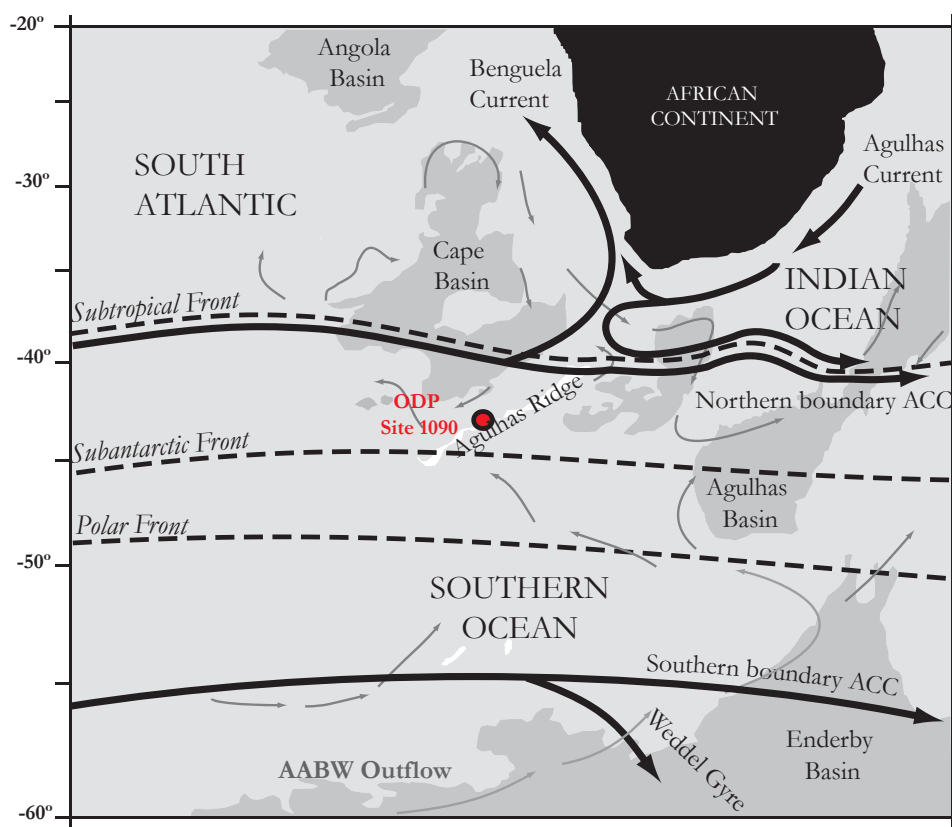 -20º
Angola
Basin
Benguela
Current
AFRICAN
CONTINENT
Agulhas
Current
SOUTH
ATLANTIC
-30º
Cape
Basin
INDIAN
OCEAN
Subtropical Front
-40º
ODP
Site 1090
Agulhas Ridge
Northern boundary ACC
Subantarctic Front
Agulhas
Basin
Polar Front
-50º
SOUTHERN
OCEAN
Southern boundary ACC
Weddel Gyre
Enderby
Basin
AABW Outflow
-60º